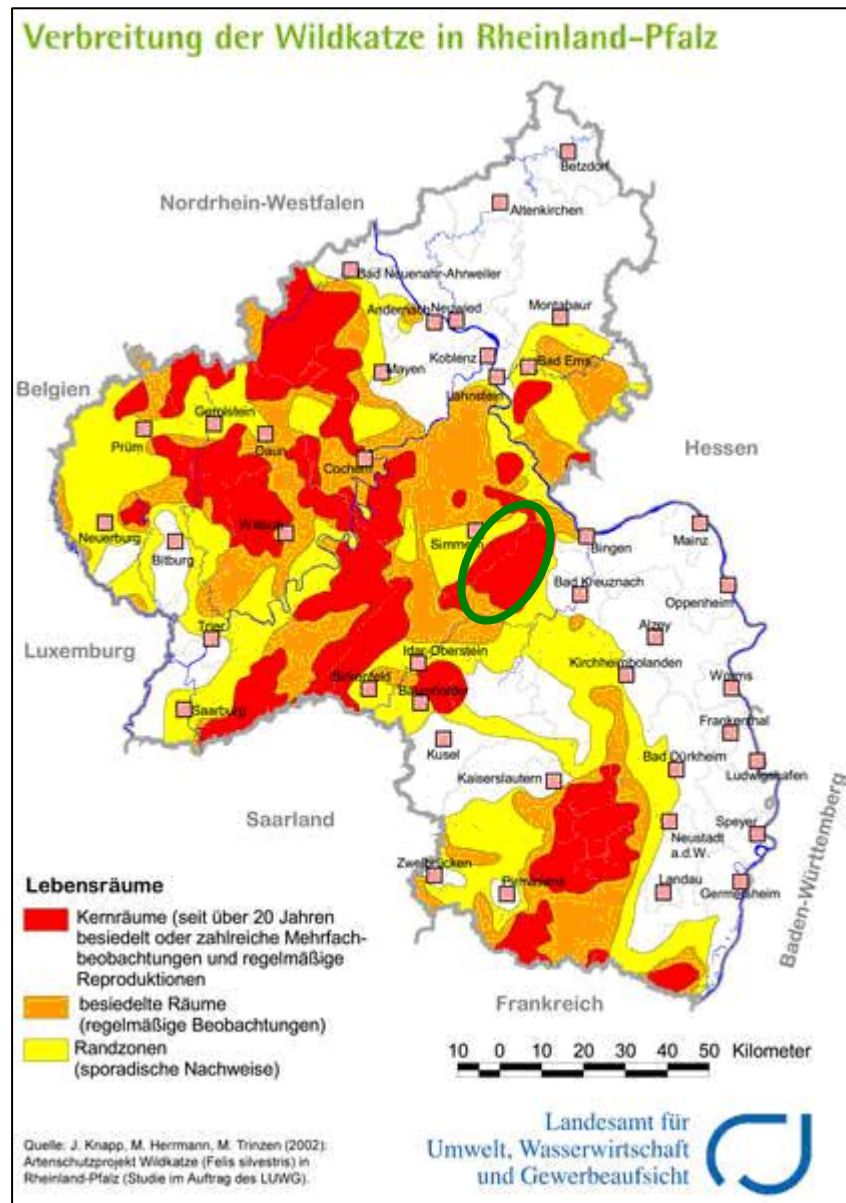 Verbreitung der Wildkatze in Rheinland-Pfalz
Betzdorf
Nordrhein-Westfalen
Altenkirchen
Bad Neuenahr-Ahrweiler
Andernach
Neuwied
Montabaur
Koblenz
Bad Ems
Mayen
Lahnstein
Belgien
Gerolstein
Prüm
Daun
Hessen
Cochem
Neuerburg
Wittlich
Simmern
Bingen
Mainz
Bitburg
Bad Kreuznach
Oppenheim
Trier
Alzey
Luxemburg
Idar-Oberstein
Kirchheimbolanden
Birkenfeld
Worms
Baumholder
Saarburg
Frankenthal
Kusel
Bad Dürkheim
Ludwigshafen
Kaiserslautern
Saarland
Speyer
Neustadt
a.d.W.
Zweibrücken
Pirmasens
Landau
Germersheim
Baden-Württemberg
Frankreich
Lebensräume
Kernräume (seit über 20 Jahren
besiedelt oder zahlreiche Mehrfach-
beobachtungen und regelmäßige
Reproduktionen
besiedelte Räume
(regelmäßige Beobachtungen)
Randzonen
(sporadische Nachweise)
10 0 10 20 30 40 50 Kilometer
Quelle: J. Knapp, M. Herrmann, M. Trinzen (2002):
Artenschutzprojekt Wildkatze (Felis silvestris) in
Rheinland-Pfalz (Studie im Auftrag des LUWG).
Landesamt für
Umwelt, Wasserwirtschaft
und Gewerbeaufsicht